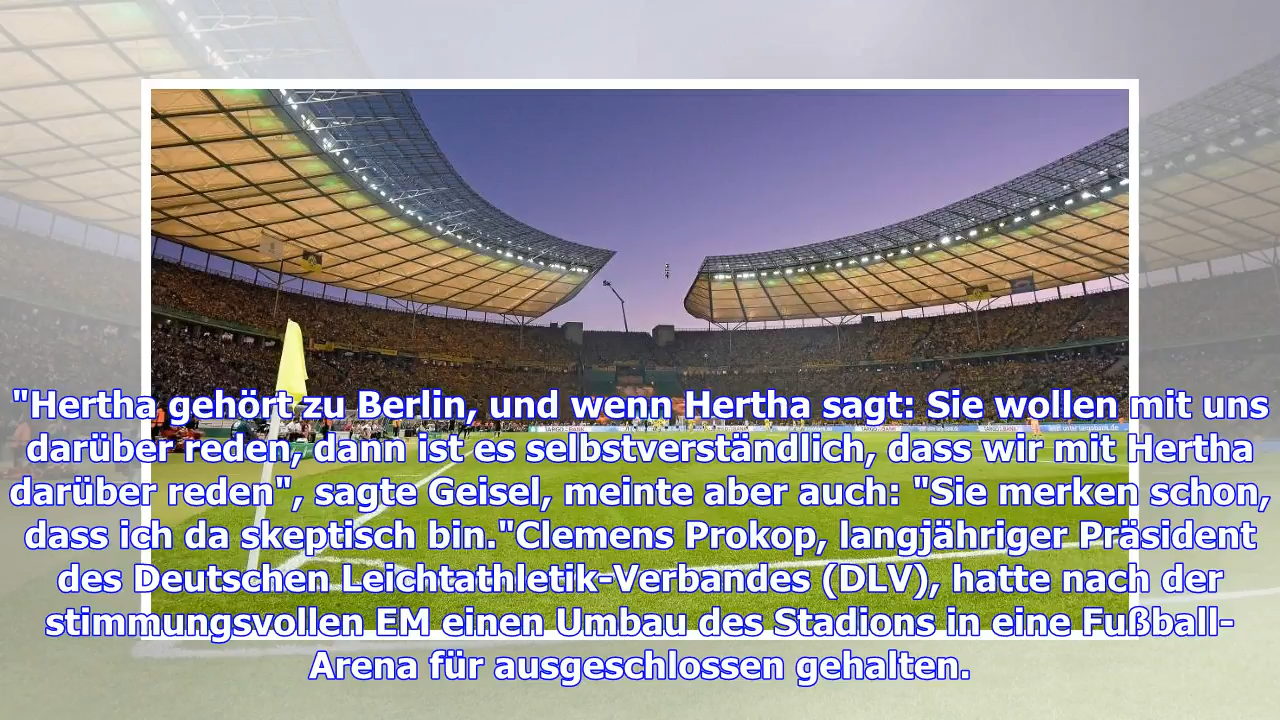 "Hertha gehört zu Berlin, und wenn Hertha sagt: Sie wollen mit uns
darüber reden, dann ist es selbstverständlich, dass wir mit Hertha
darüber reden", sagte Geisel, meinte aber auch: "Sie merken schon,
dass ich da skeptisch bin."Clemens Prokop, langjähriger Präsident
des Deutschen Leichtathletik-Verbandes (DLV), hatte nach der
stimmungsvollen EM einen Umbau des Stadions in eine Fußball-
Arena für ausgeschlossen gehalten.